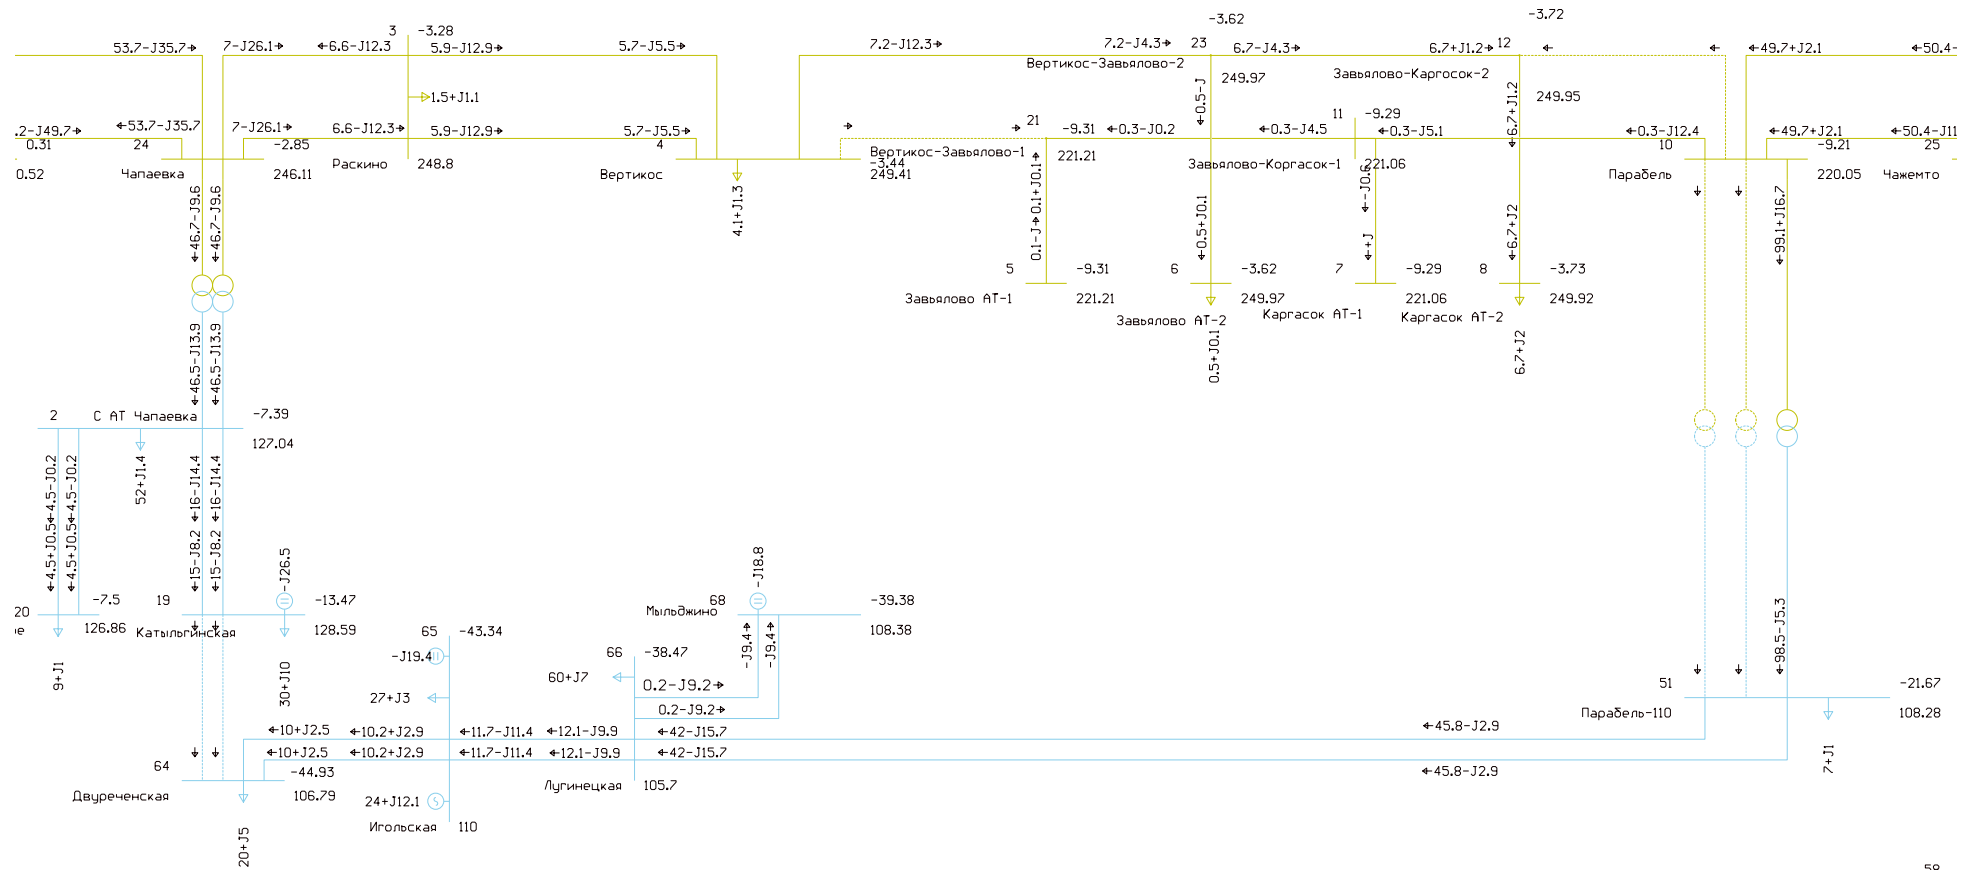 -3.62
-3.72
3
-3.28
53.7-J35.7
7-J26.1
6.6-J12.3
5.9-J12.9
5.7-J5.5
7.2-J12.3
7.2-J4.3
23
6.7-J4.3
6.7+J1.2
12
49.7+J2.1
50.4-
Вертикос-Завьялово-2
Завьялово-Каргосок-2
249.97
249.95
1.5+J1.1
0.5-J
6.7+J1.2
.2-J49.7
53.7-J35.7
7-J26.1
6.6-J12.3
5.9-J12.9
5.7-J5.5
21
-9.31
0.3-J0.2
0.3-J4.5
11
-9.29
0.3-J5.1
0.3-J12.4
49.7+J2.1
50.4-J11
0.31
24
-2.85
4
Вертикос-Завьялово-1
221.21
10
-9.21
25
0.52
Чапаевка
246.11
Раскино
248.8
Вертикос
-3.44
249.41
Завьялово-Коргасок-1
221.06
Парабель
220.05
Чажемто
46.7-J9.6
46.7-J9.6
4.1+J1.3
0.1-J
0.1+J0.1
0.5+J0.1
-J0.6
+J
6.7+J2
99.1+J16.7
5
-9.31
6
-3.62
7
-9.29
8
-3.73
Завьялово АТ-1
221.21
249.97
221.06
249.92
Завьялово АТ-2
Каргасок АТ-1
Каргасок АТ-2
46.5-J13.9
46.5-J13.9
0.5+J0.1
6.7+J2
2
С АТ Чапаевка
-7.39
127.04
4.5-J0.2
4.5-J0.2
52+J1.4
16-J14.4
16-J14.4
4.5+J0.5
4.5+J0.5
15-J8.2
15-J8.2
-J26.5
-J18.8
20
-7.5
19
-13.47
68
-39.38
е
126.86
Катыльгинская
128.59
Мыльджино
108.38
65
-43.34
-J9.4
-J9.4
98.5-J5.3
-J19.4
66
-38.47
9+J1
30+J10
27+J3
60+J7
0.2-J9.2
51
-21.67
0.2-J9.2
Парабель-110
108.28
10+J2.5
10.2+J2.9
11.7-J11.4
12.1-J9.9
42-J15.7
45.8-J2.9
10+J2.5
10.2+J2.9
11.7-J11.4
12.1-J9.9
42-J15.7
45.8-J2.9
7+J1
64
-44.93
Двуреченская
106.79
Лугинецкая
105.7
24+J12.1
S
Игольская
110
20+J5
58